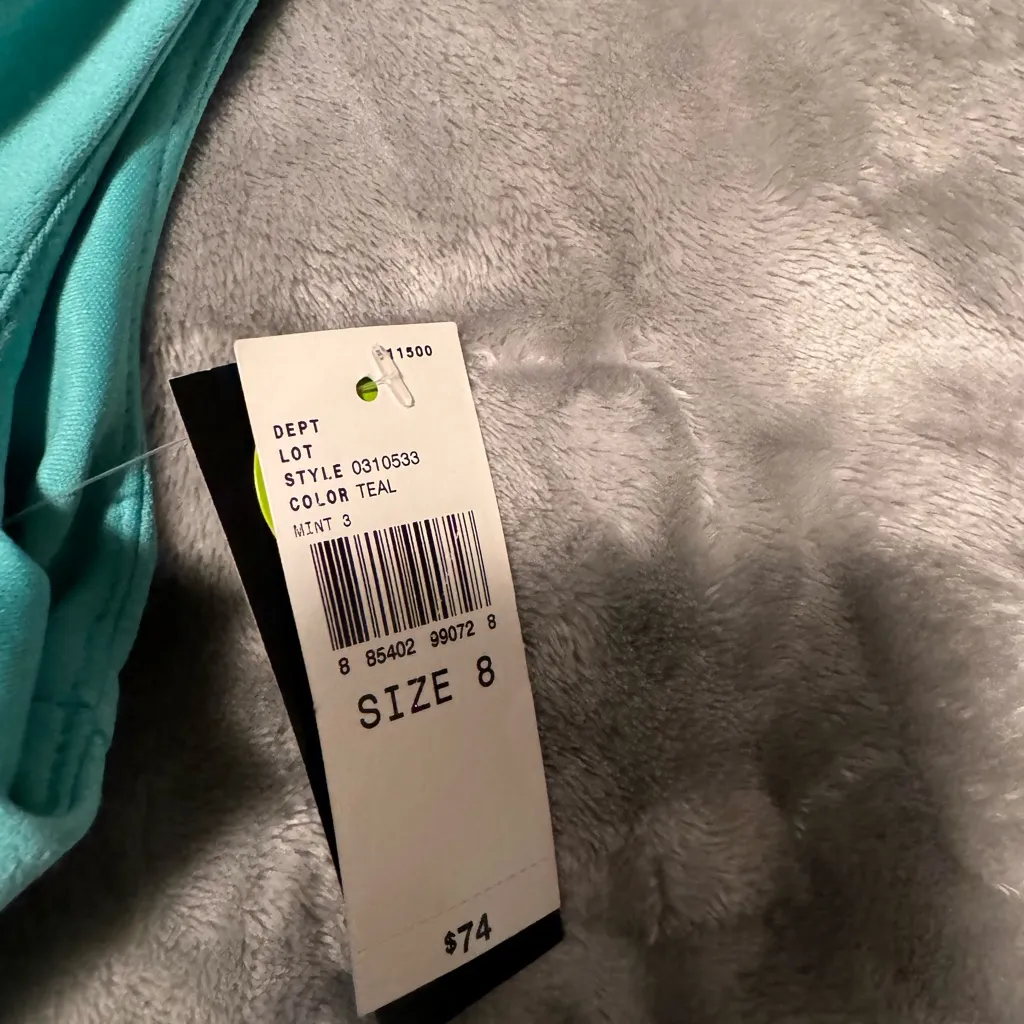 11500
DEPT
LOT
STYLE 0310533
COLOR TEAL
MINT 3
8 85402 99072 8
SIZE 8
$74